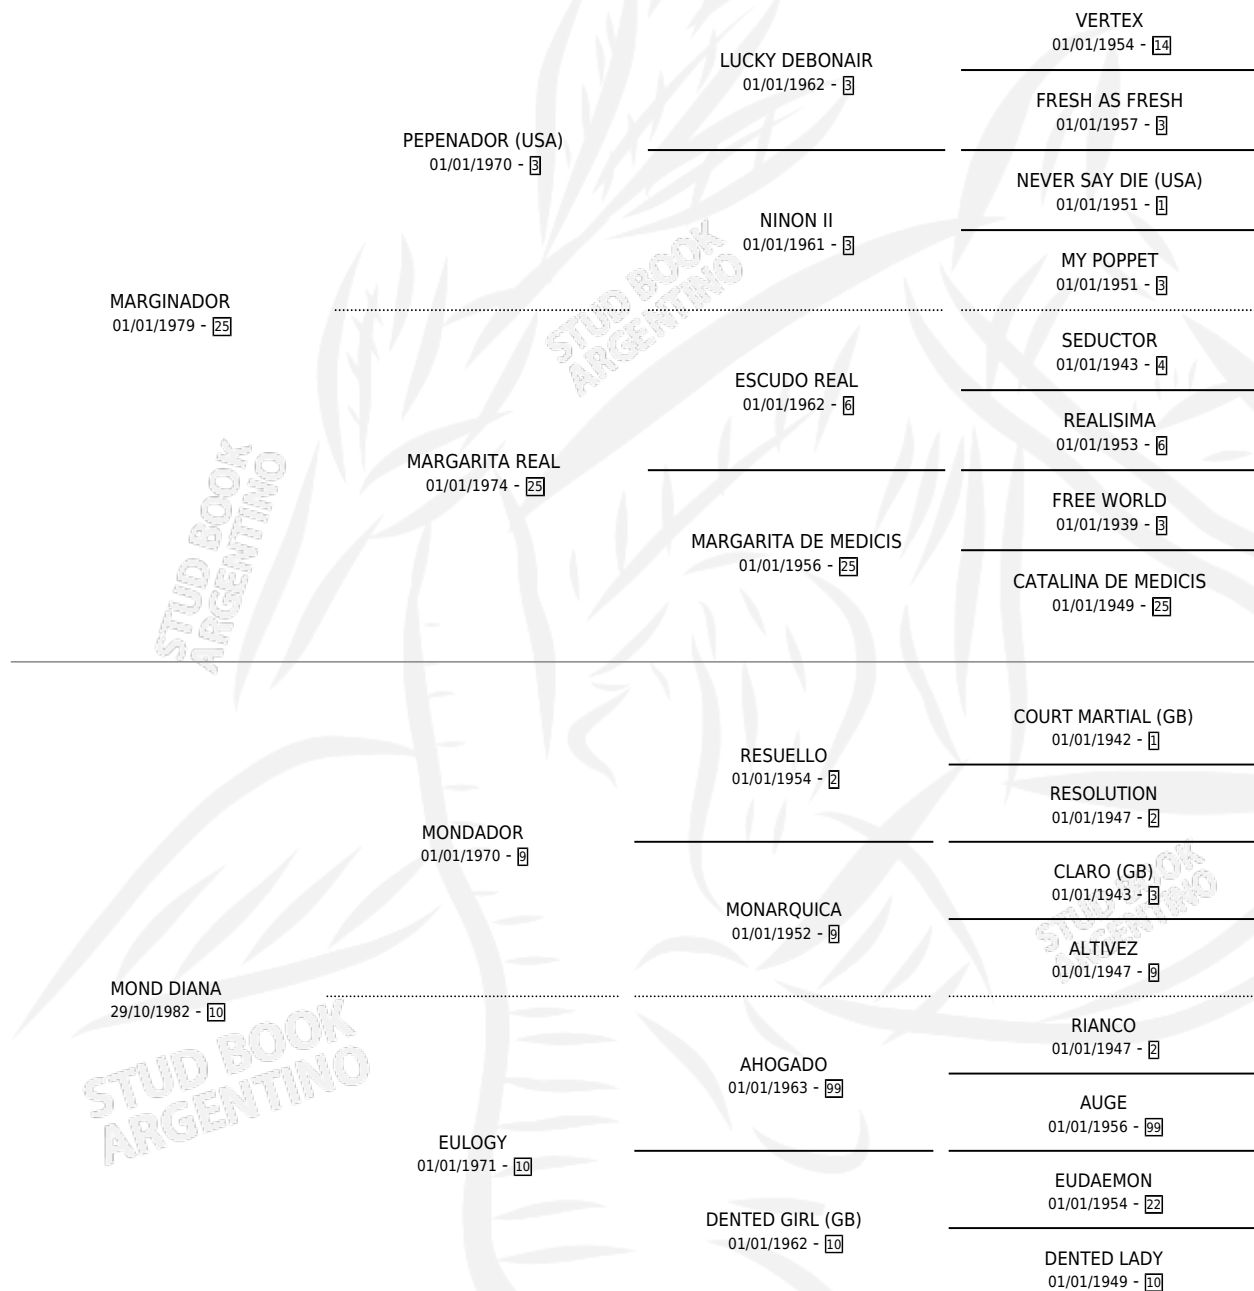 VERTEX
01/01/1954 - 14
LUCKY DEBONAIR
01/01/1962 - 3
FRESH AS FRESH
01/01/1957 - 3
PEPENADOR (USA)
01/01/1970 - 3
NEVER SAY DIE (USA)
01/01/1951 - 1
NINON II
01/01/1961 - 3
MY POPPET
01/01/1951 - 3
MARGINADOR
01/01/1979 - 25
SEDUCTOR
01/01/1943 - 4
ESCUDO REAL
01/01/1962 - 6
REALISIMA
01/01/1953 - 6
MARGARITA REAL
01/01/1974 - 25
FREE WORLD
01/01/1939 - 3
MARGARITA DE MEDICIS
01/01/1956 - 25
CATALINA DE MEDICIS
01/01/1949 - 25
COURT MARTIAL (GB)
01/01/1942 - 1
RESUELLO
01/01/1954 - 2
RESOLUTION
01/01/1947 - 2
MONDADOR
01/01/1970 - 9
CLARO (GB)
01/01/1943 - 3
MONARQUICA
01/01/1952 - 9
ALTIVEZ
01/01/1947 - 9
MOND DIANA
29/10/1982 - 10
RIANCO
01/01/1947 - 2
AHOGADO
01/01/1963 - 99
AUGE
01/01/1956 - 99
EULOGY
01/01/1971 - 10
EUDAEMON
01/01/1954 - 22
DENTED GIRL (GB)
01/01/1962 - 10
DENTED LADY
01/01/1949 - 10
STUD BOOK
ARGENTINO
STUD BOOK
ARGENTINO
STUD BOOK
ARGENTINO
STUD BOOK
ARGENTINO